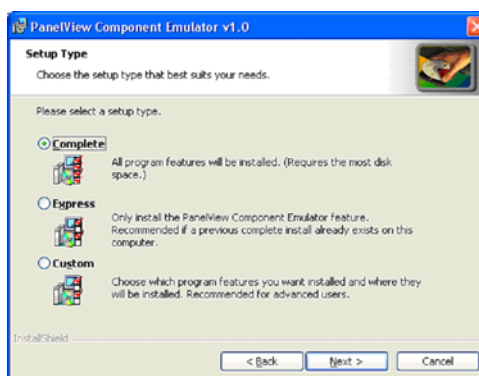 PanelView Component Emulator v1.0
Setup Type
Choose the setup type that best suits your needs.
Please select a setup type.
Complete
All program features will be installed. (Requires the most disk
space.)
Express
Only install the PanelView Component Emulator feature.
Recommended if a previous complete install already exists on this
computer.
Custom
Choose which program features you want installed and where they
will be installed. Recommended for advanced users.
InstallShield
< Back
Next >
Cancel